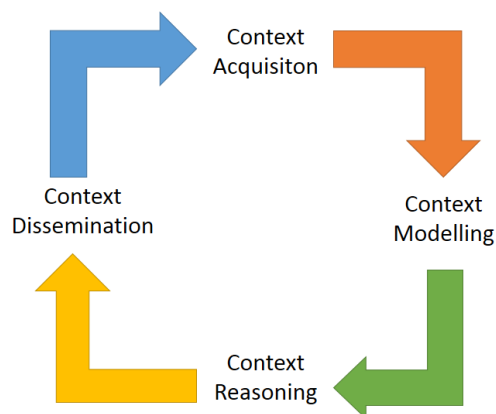 Context
Acquisiton
Context
Modelling
Context
Reasoning
Context
Dissemination